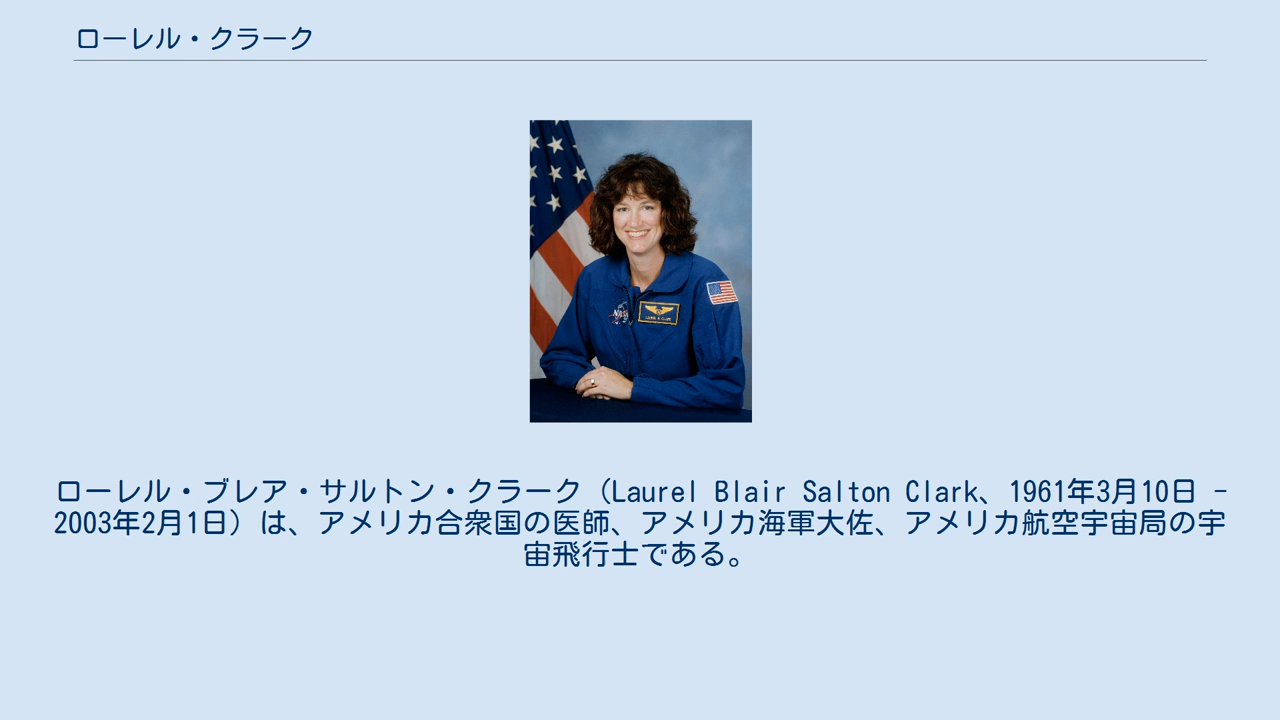 ローレル・クラーク
NASA
LAUREL B. CLARK
ローレル・ブレア・サルトン・クラーク（Laurel Blair Salton Clark、1961年3月10日 -
2003年2月1日）は、アメリカ合衆国の医師、アメリカ海軍大佐、アメリカ航空宇宙局の宇
宙飛行士である。